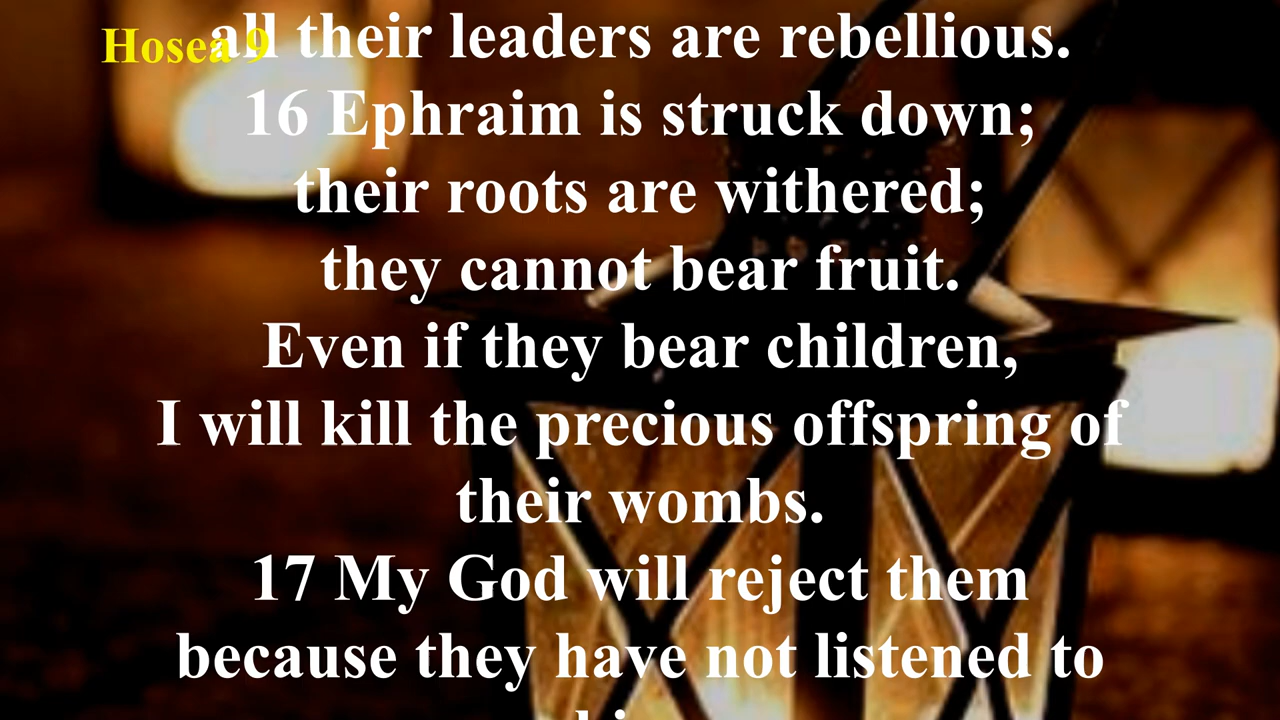 Hosea 9
all their leaders are rebellious.
16 Ephraim is struck down;
their roots are withered;
they cannot bear fruit.
Even if they bear children,
I will kill the precious offspring of
their wombs.
17 My God will reject them
because they have not listened to